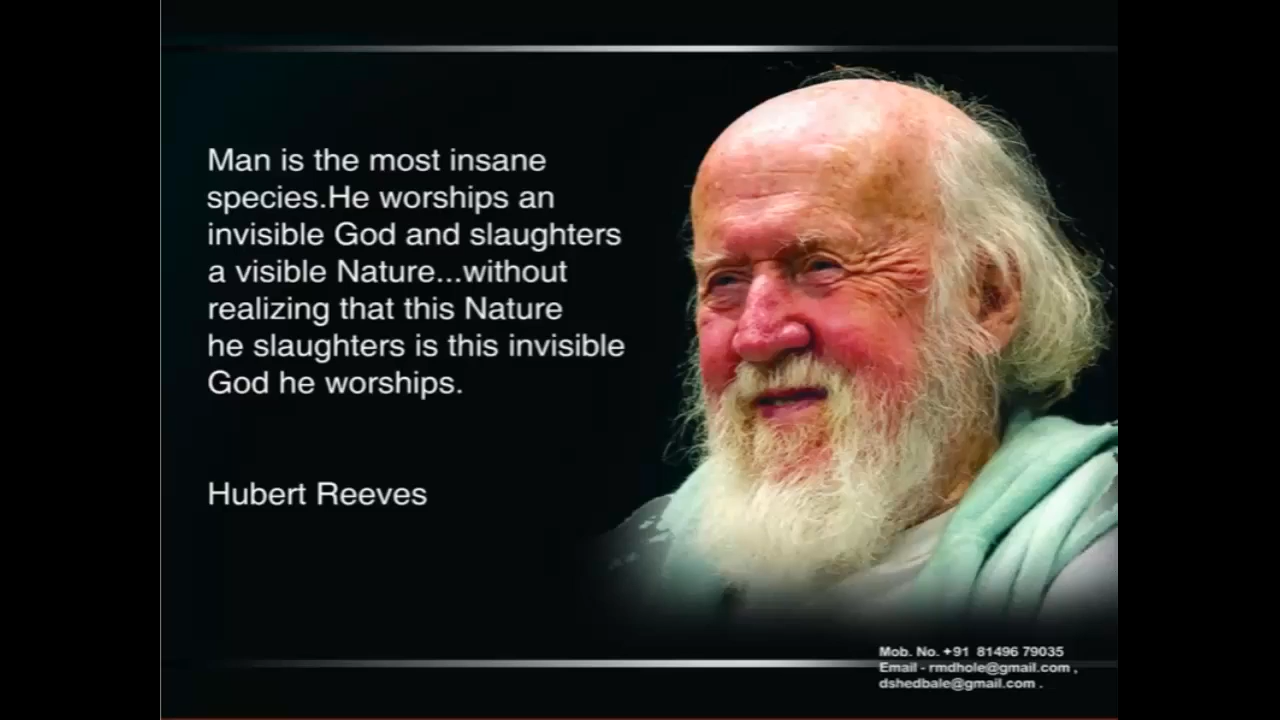 Man is the most insane
species.He worships an
invisible God and slaughters
a visible Nature...without
realizing that this Nature
he slaughters is this invisible
God he worships.
Hubert Reeves
Mob. No. +91 81496 79035
Email - rmdhole@gmail.com ,
dshedbale@gmail.com .